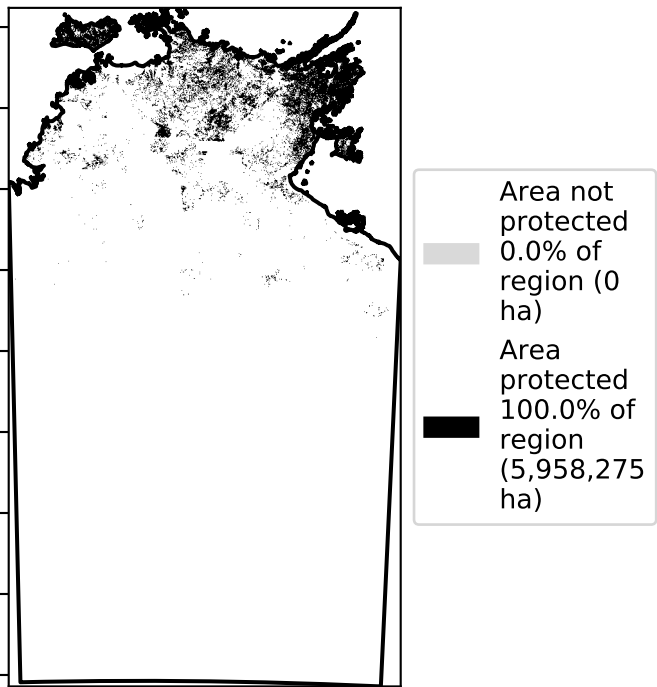 Area not
protected
0.0% of
region (0
ha)
Area
protected
100.0% of
region
(5,958,275
ha)